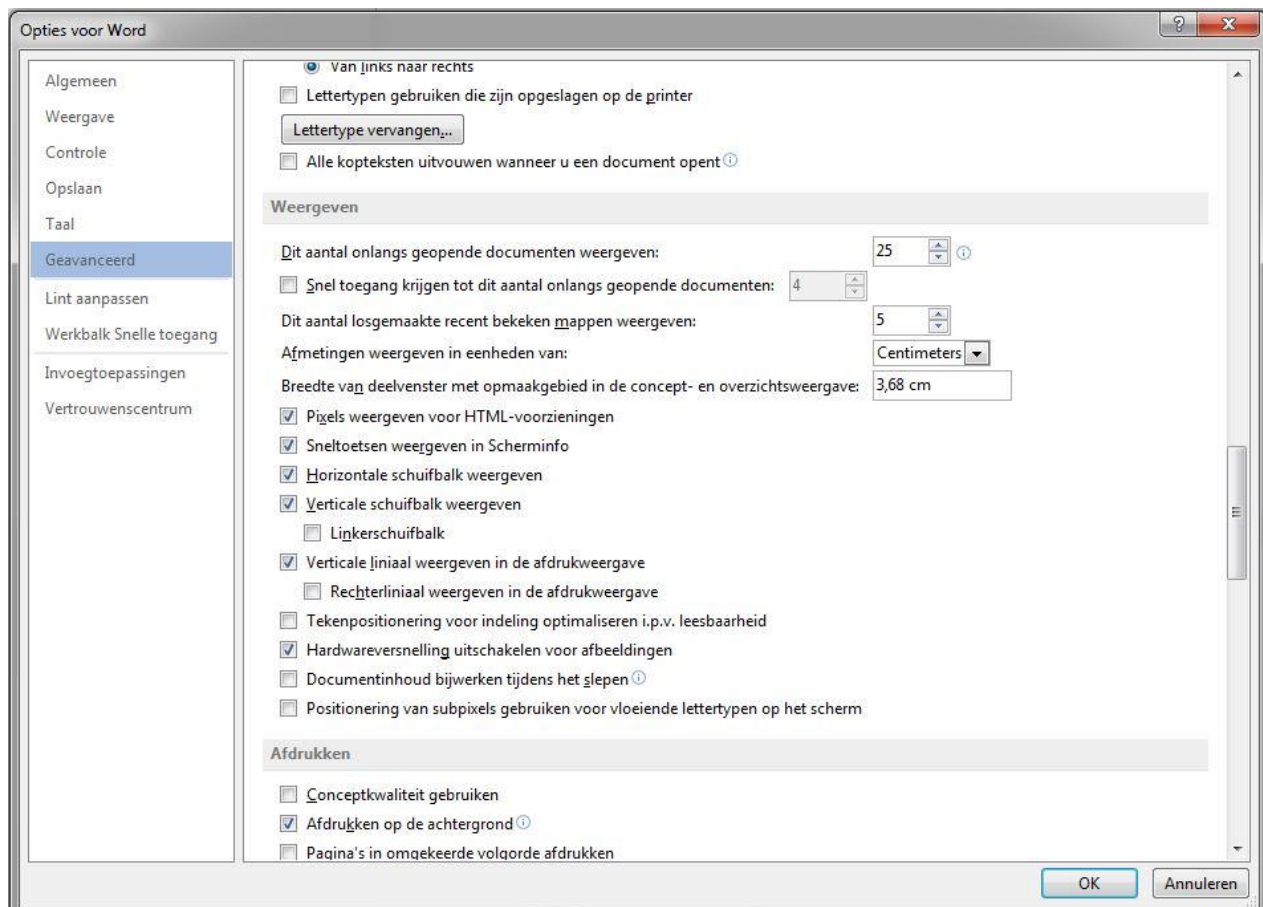 Opties voor Word
Algemeen
Weergave
Controle
Opslaan
Taal
Geavanceerd
Lint aanpassen
Werkbalk Snelle toegang
Invoegtoepassingen
Vertrouwenscentrum
Van links naar rechts
Lettertypen gebruiken die zijn opgeslagen op de printer
Lettertype vervangen...
Alle kopteksten uitvouwen wanneer u een document opent
Weergeven
Dit aantal onlangs geopende documenten weergeven: 25
Snel toegang krijgen tot dit aantal onlangs geopende documenten: 4
Dit aantal losgemaakte recent bekeken mappen weergeven: 5
Afmetingen weergeven in eenheden van: Centimeters
Breedte van deelvenster met opmaakgebied in de concept- en overzichtsweergave: 3,68 cm
Pixels weergeven voor HTML-voorzieningen
Sneltoetsen weergeven in Scherminfo
Horizontale schuifbalk weergeven
Verticale schuifbalk weergeven
Linkerschuifbalk
Verticale liniaal weergeven in de afdrukweergave
Rechterliniaal weergeven in de afdrukweergave
Tekenpositionering voor indeling optimaliseren i.p.v. leesbaarheid
Hardwareversnelling uitschakelen voor afbeeldingen
Documentinhoud bijwerken tijdens het slepen
Positionering van subpixels gebruiken voor vloeiende lettertypen op het scherm
Afdrukken
Conceptkwaliteit gebruiken
Afdrukken op de achtergrond
Pagina's in omgekeerde volgorde afdrukken
OK
Annuleren